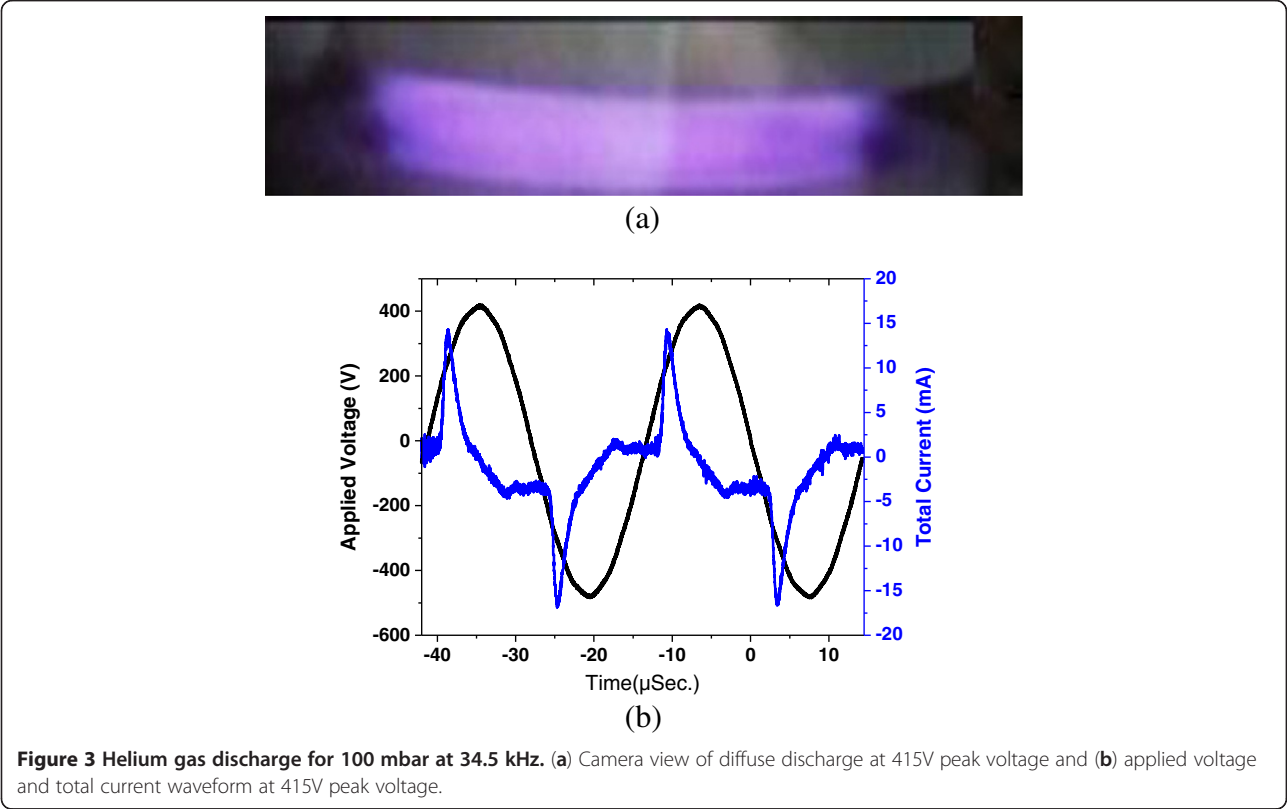 (a)
20
400
15
10
200
5
0
0
-200
-5
-10
-400
-15
-600
-20
Applied Voltage (V)
Total Current (mA)
-40 -30 -20 -10 0 10
Time(µSec.)
(b)
Figure 3 Helium gas discharge for 100 mbar at 34.5 kHz. (a) Camera view of diffuse discharge at 415V peak voltage and (b) applied voltage
and total current waveform at 415V peak voltage.